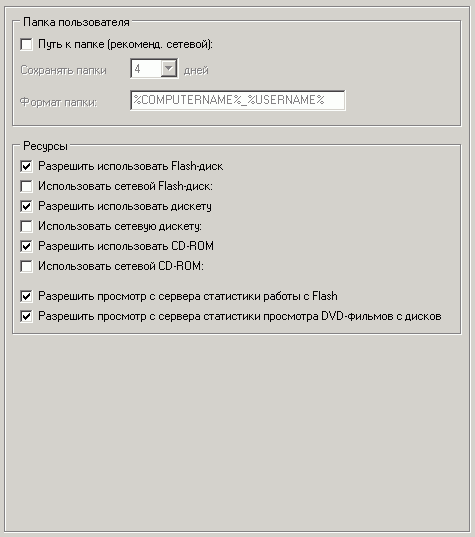 Папка пользователя
Путь к папке (рекоменд. сетевой):
Сохранять папки 4 дней
Формат папки: %COMPUTERNAME%_%USERNAME%
Ресурсы
Разрешить использовать Flash-диск
Использовать сетевой Flash-диск:
Разрешить использовать дискету
Использовать сетевую дискету:
Разрешить использовать CD-ROM
Использовать сетевой CD-ROM:
Разрешить просмотр с сервера статистики работы с Flash
Разрешить просмотр с сервера статистики просмотра DVD-фильмов с дисков